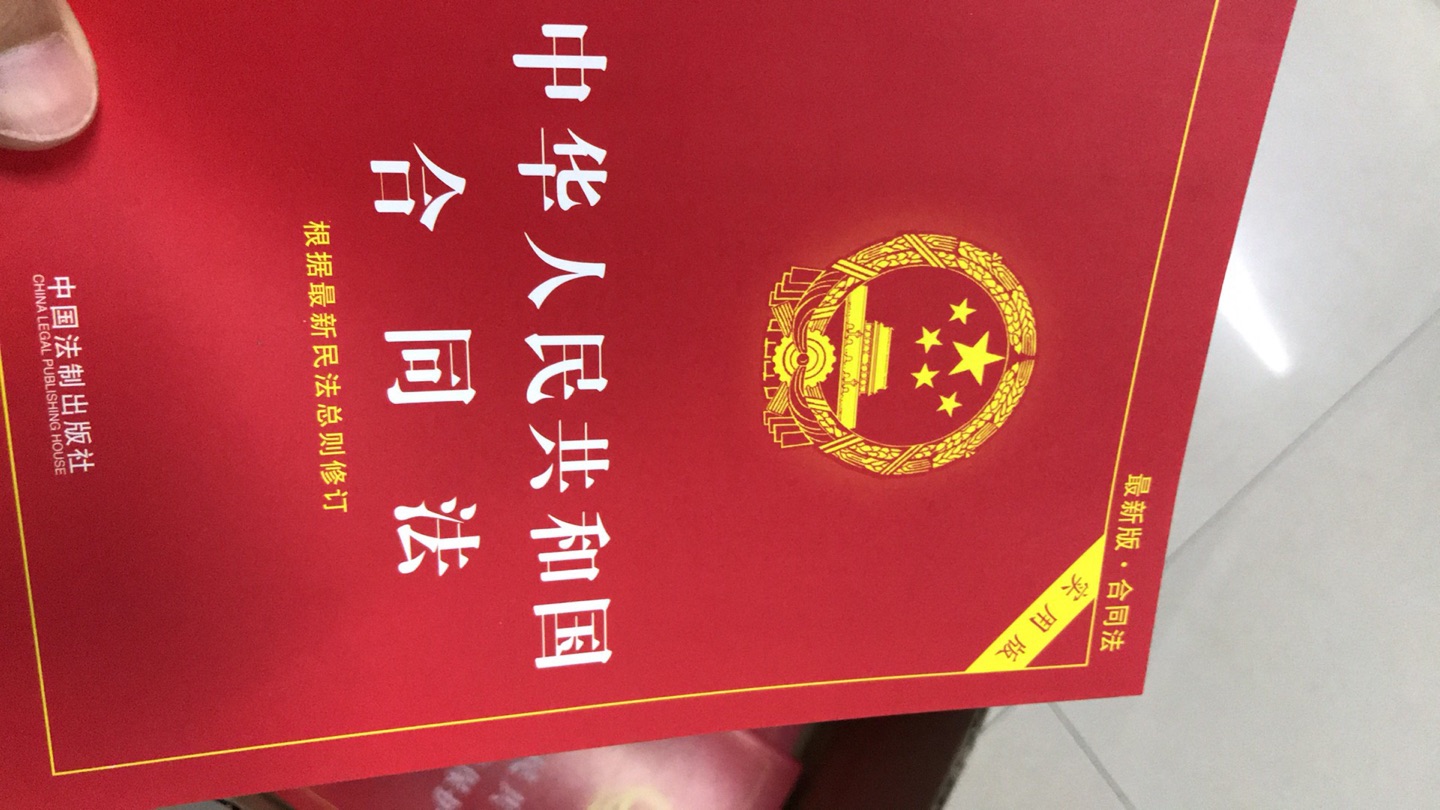 最新版·合同法
实用版
中华人民共和国
合同法
根据最新民法总则修订
中国法制出版社
CHINA LEGAL PUBLISHING HOUSE